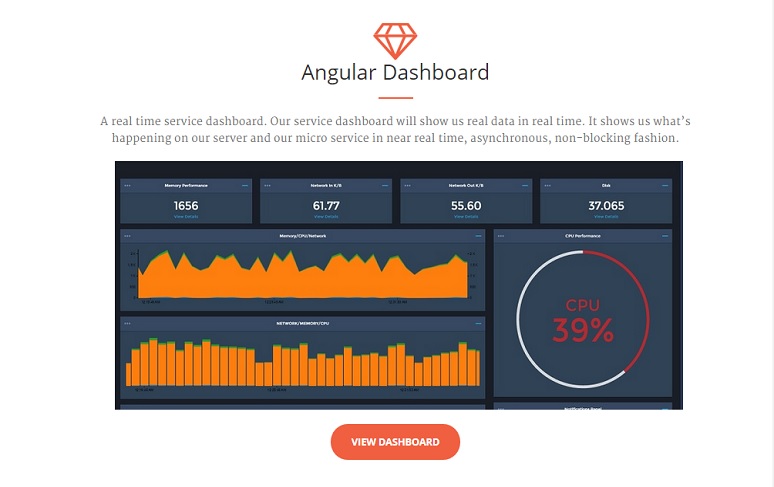 Angular Dashboard
A real time service dashboard. Our service dashboard will show us real data in real time. It shows us what's
happening on our server and our micro service in near real time, asynchronous, non-blocking fashion.
Memory Performance
Network In K/B
Network Out K/B
Disk
1656
61.77
55.60
37.065
View Details
View Details
View Details
View Details
Memory/CPU/Network
CPU Performance
CPU
39%
NETWORK/MEMORY/CPU
Notifications Panel
VIEW DASHBOARD